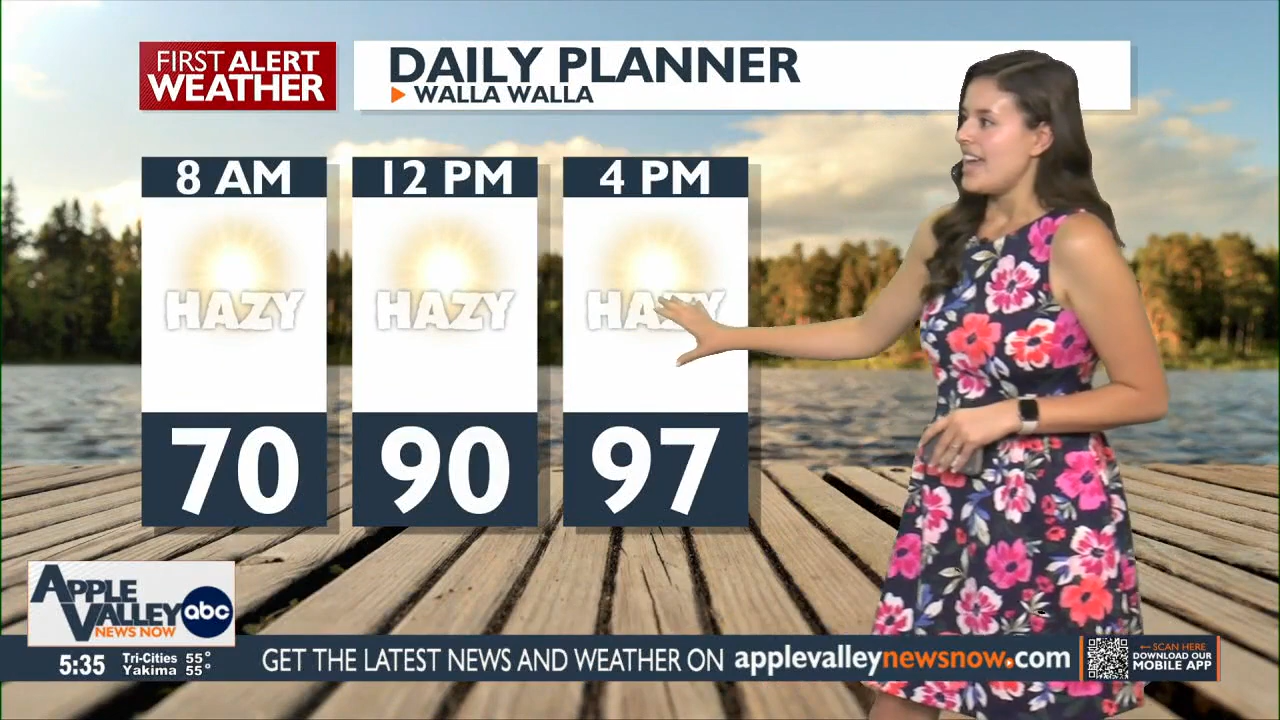 FIRST ALERT
WEATHER
DAILY PLANNER
WALLA WALLA
8 AM
12 PM
4 PM
HAZY
HAZY
HAZY
70
90
97
APPLE
VALLEY
NEWS NOW
abc
5:35
Tri-Cities 55°
Yakima 55°
GET THE LATEST NEWS AND WEATHER ON applevalleynewsnow.com
SCAN HERE
DOWNLOAD OUR
MOBILE APP